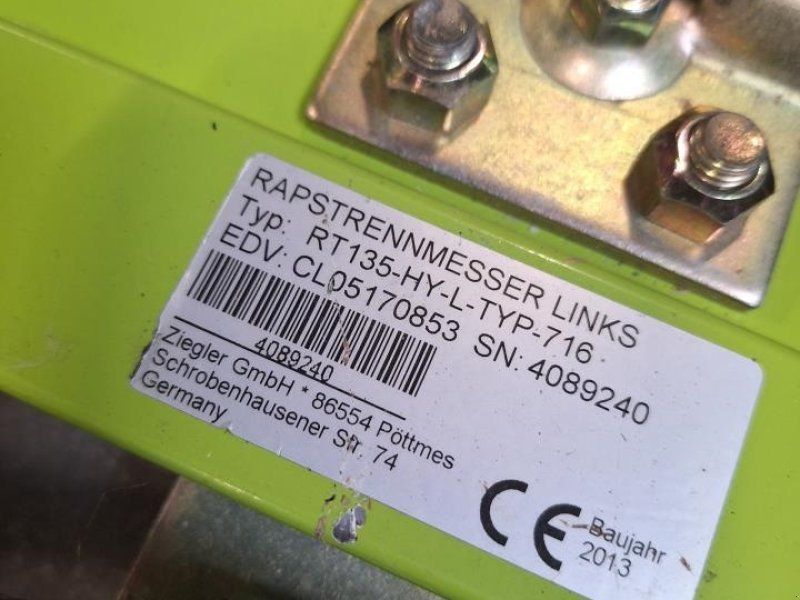 RAPSTRENNMESSER LINKS
Typ: RT135-HY-L-TYP-716
EDV: CL05170853 SN: 4089240
4089240
Ziegler GmbH * 86554 Pöttmes
Schrobenhausener Str. 74
Germany
CE Baujahr
2013